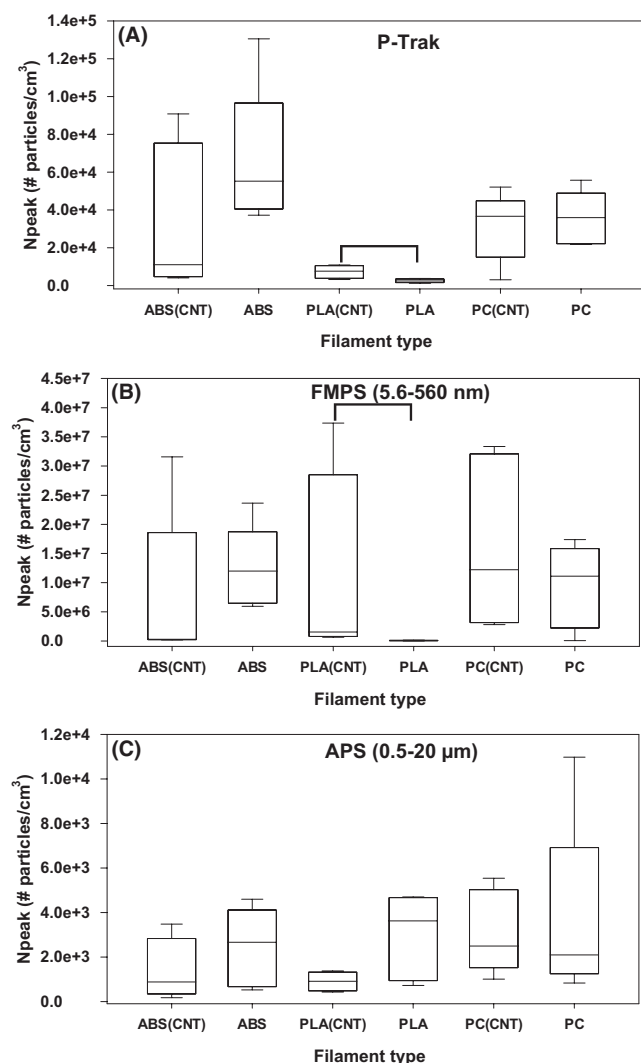 (A)
P-Trak
Npeak (# particles/cm³)
1.4e+5
1.2e+5
1.0e+5
8.0e+4
6.0e+4
4.0e+4
2.0e+4
0.0
ABS(CNT) ABS PLA(CNT) PLA PC(CNT) PC
Filament type
(B)
FMPS (5.6-560 nm)
Npeak (# particles/cm³)
4.5e+7
4.0e+7
3.5e+7
3.0e+7
2.5e+7
2.0e+7
1.5e+7
1.0e+7
5.0e+6
0.0
ABS(CNT) ABS PLA(CNT) PLA PC(CNT) PC
Filament type
(C)
APS (0.5-20 µm)
Npeak (# particles/cm³)
1.2e+4
1.0e+4
8.0e+3
6.0e+3
4.0e+3
2.0e+3
0.0
ABS(CNT) ABS PLA(CNT) PLA PC(CNT) PC
Filament type